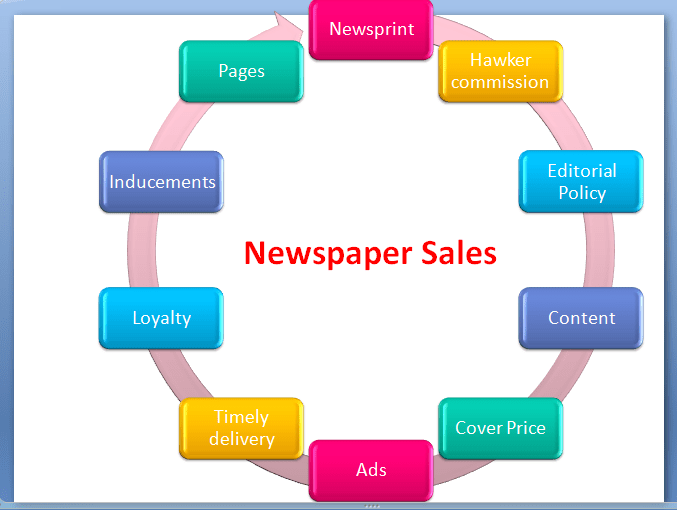 Newsprint
Hawker
commission
Editorial
Policy
Content
Cover Price
Ads
Timely
delivery
Loyalty
Inducements
Pages
Newspaper Sales